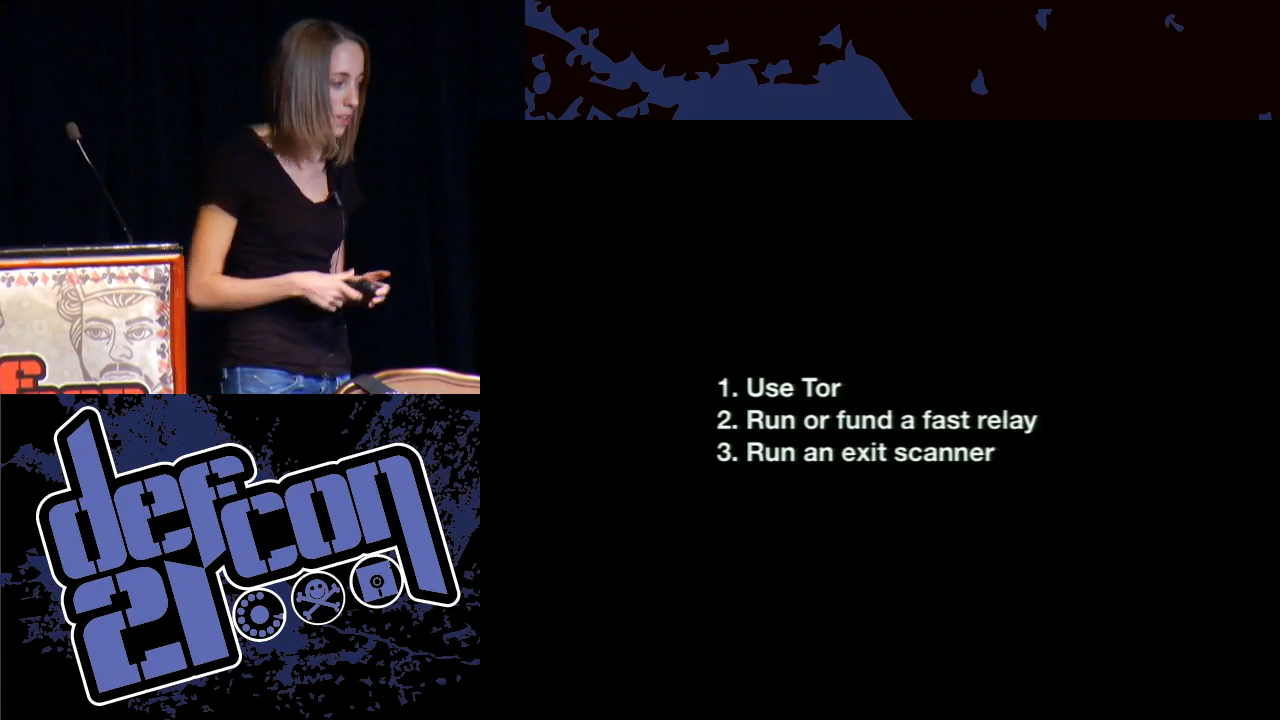 defcon
21
1. Use Tor
2. Run or fund a fast relay
3. Run an exit scanner